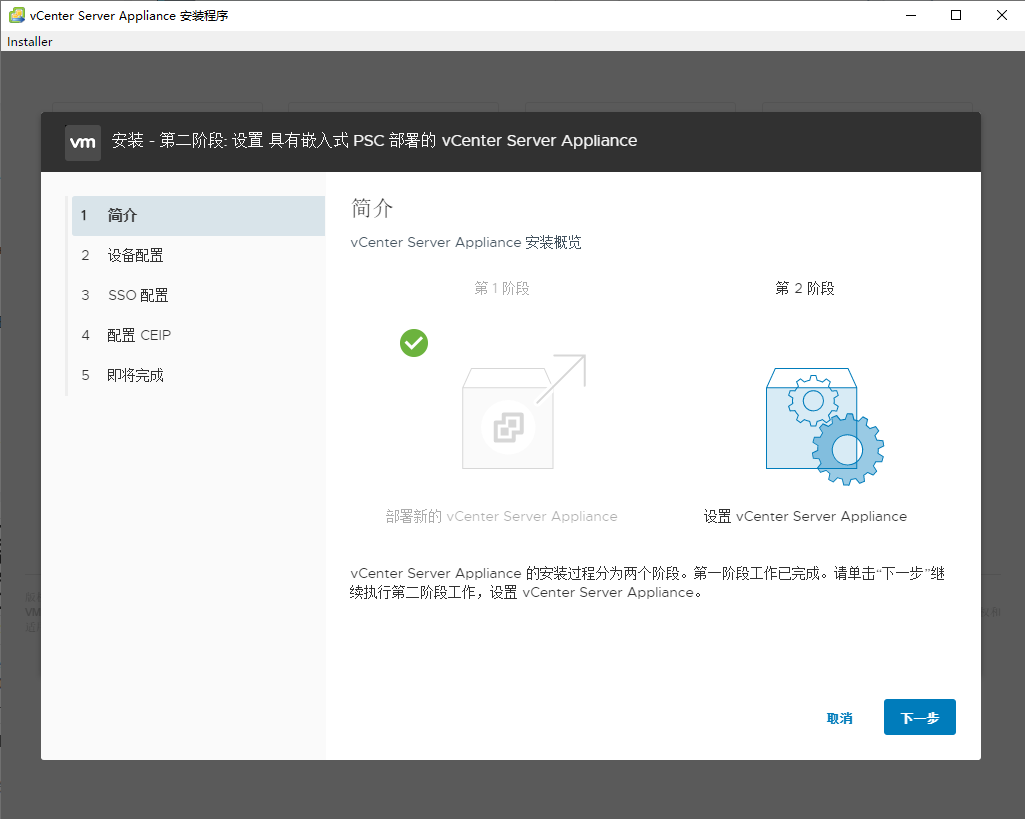 vCenter Server Appliance 安装程序
Installer
vm 安装 - 第二阶段: 设置 具有嵌入式 PSC 部署的 vCenter Server Appliance
1 简介
2 设备配置
3 SSO 配置
4 配置 CEIP
5 即将完成
简介
vCenter Server Appliance 安装概览
第 1 阶段
第 2 阶段
部署新的 vCenter Server Appliance
设置 vCenter Server Appliance
vCenter Server Appliance 的安装过程分为两个阶段。第一阶段工作已完成。请单击“下一步”继
续执行第二阶段工作，设置 vCenter Server Appliance。
取消
下一步